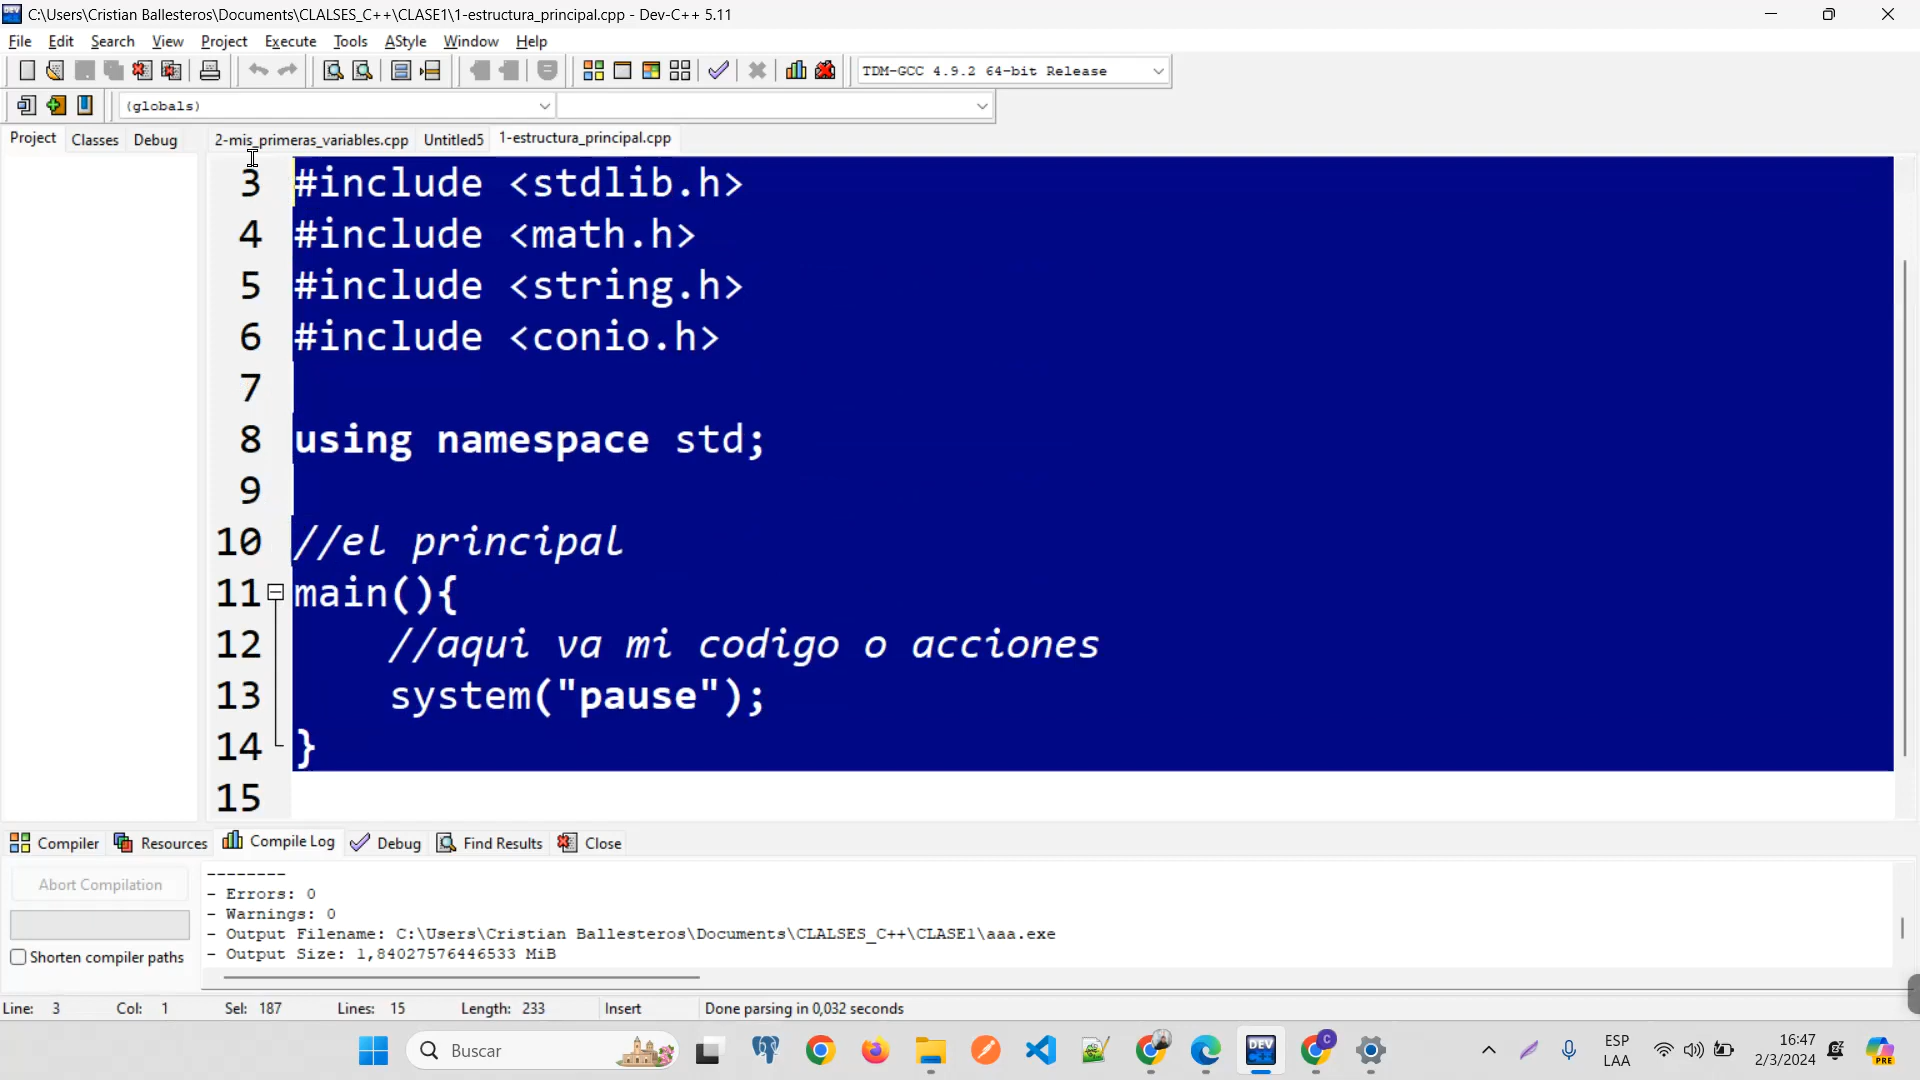 C:\Users\Cristian Ballesteros\Documents\CLALSES_C++\CLASE1\1-estructura_principal.cpp - Dev-C++ 5.11
File Edit Search View Project Execute Tools AStyle Window Help
TDM-GCC 4.9.2 64-bit Release
(globals)
Project Classes Debug 2-mis_primeras_variables.cpp Untitled5 1-estructura_principal.cpp
3 #include <stdlib.h>
4 #include <math.h>
5 #include <string.h>
6 #include <conio.h>
7
8 using namespace std;
9
10 //el principal
11 main(){
12 //aqui va mi codigo o acciones
13 system("pause");
14 }
15
Compiler Resources Compile Log Debug Find Results Close
Abort Compilation
Shorten compiler paths
--------
- Errors: 0
- Warnings: 0
- Output Filename: C:\Users\Cristian Ballesteros\Documents\CLALSES_C++\CLASE1\aaa.exe
- Output Size: 1,84027576446533 MiB
Line: 3 Col: 1 Sel: 187 Lines: 15 Length: 233 Insert Done parsing in 0,032 seconds
Buscar
DEV
C
ESP
LAA
16:47
2/3/2024
PRE